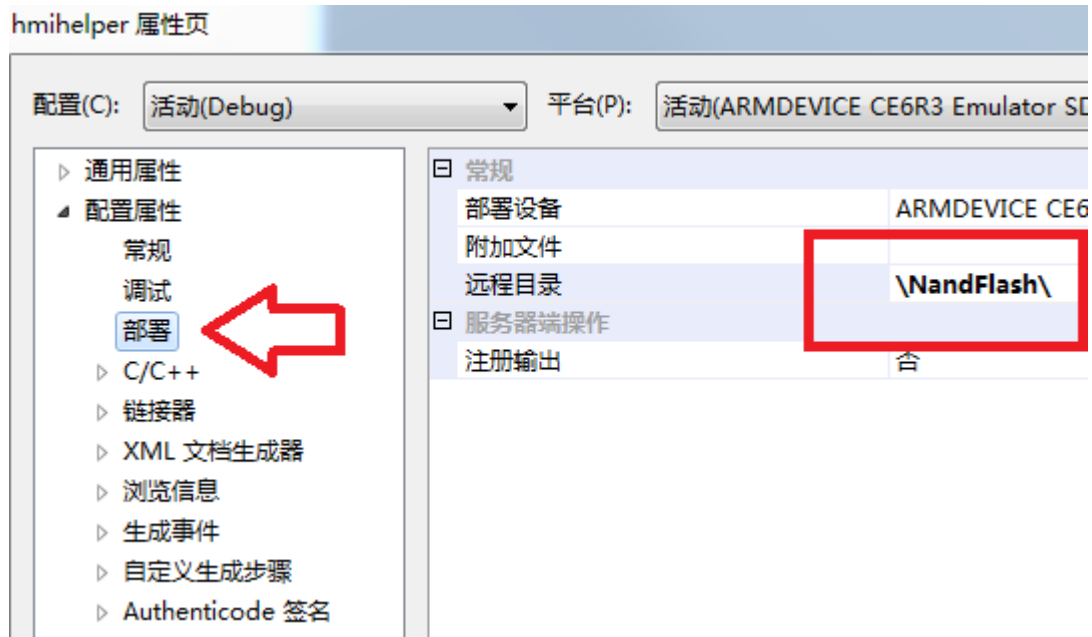 hmihelper 属性页
配置(C): 活动(Debug) 平台(P): 活动(ARMDEVICE CE6R3 Emulator SD
通用属性
配置属性
常规
调试
部署
C/C++
链接器
XML 文档生成器
浏览信息
生成事件
自定义生成步骤
Authenticode 签名
常规
部署设备 ARMDEVICE CE6
附加文件
远程目录 \NandFlash\
服务器端操作
注册输出 否